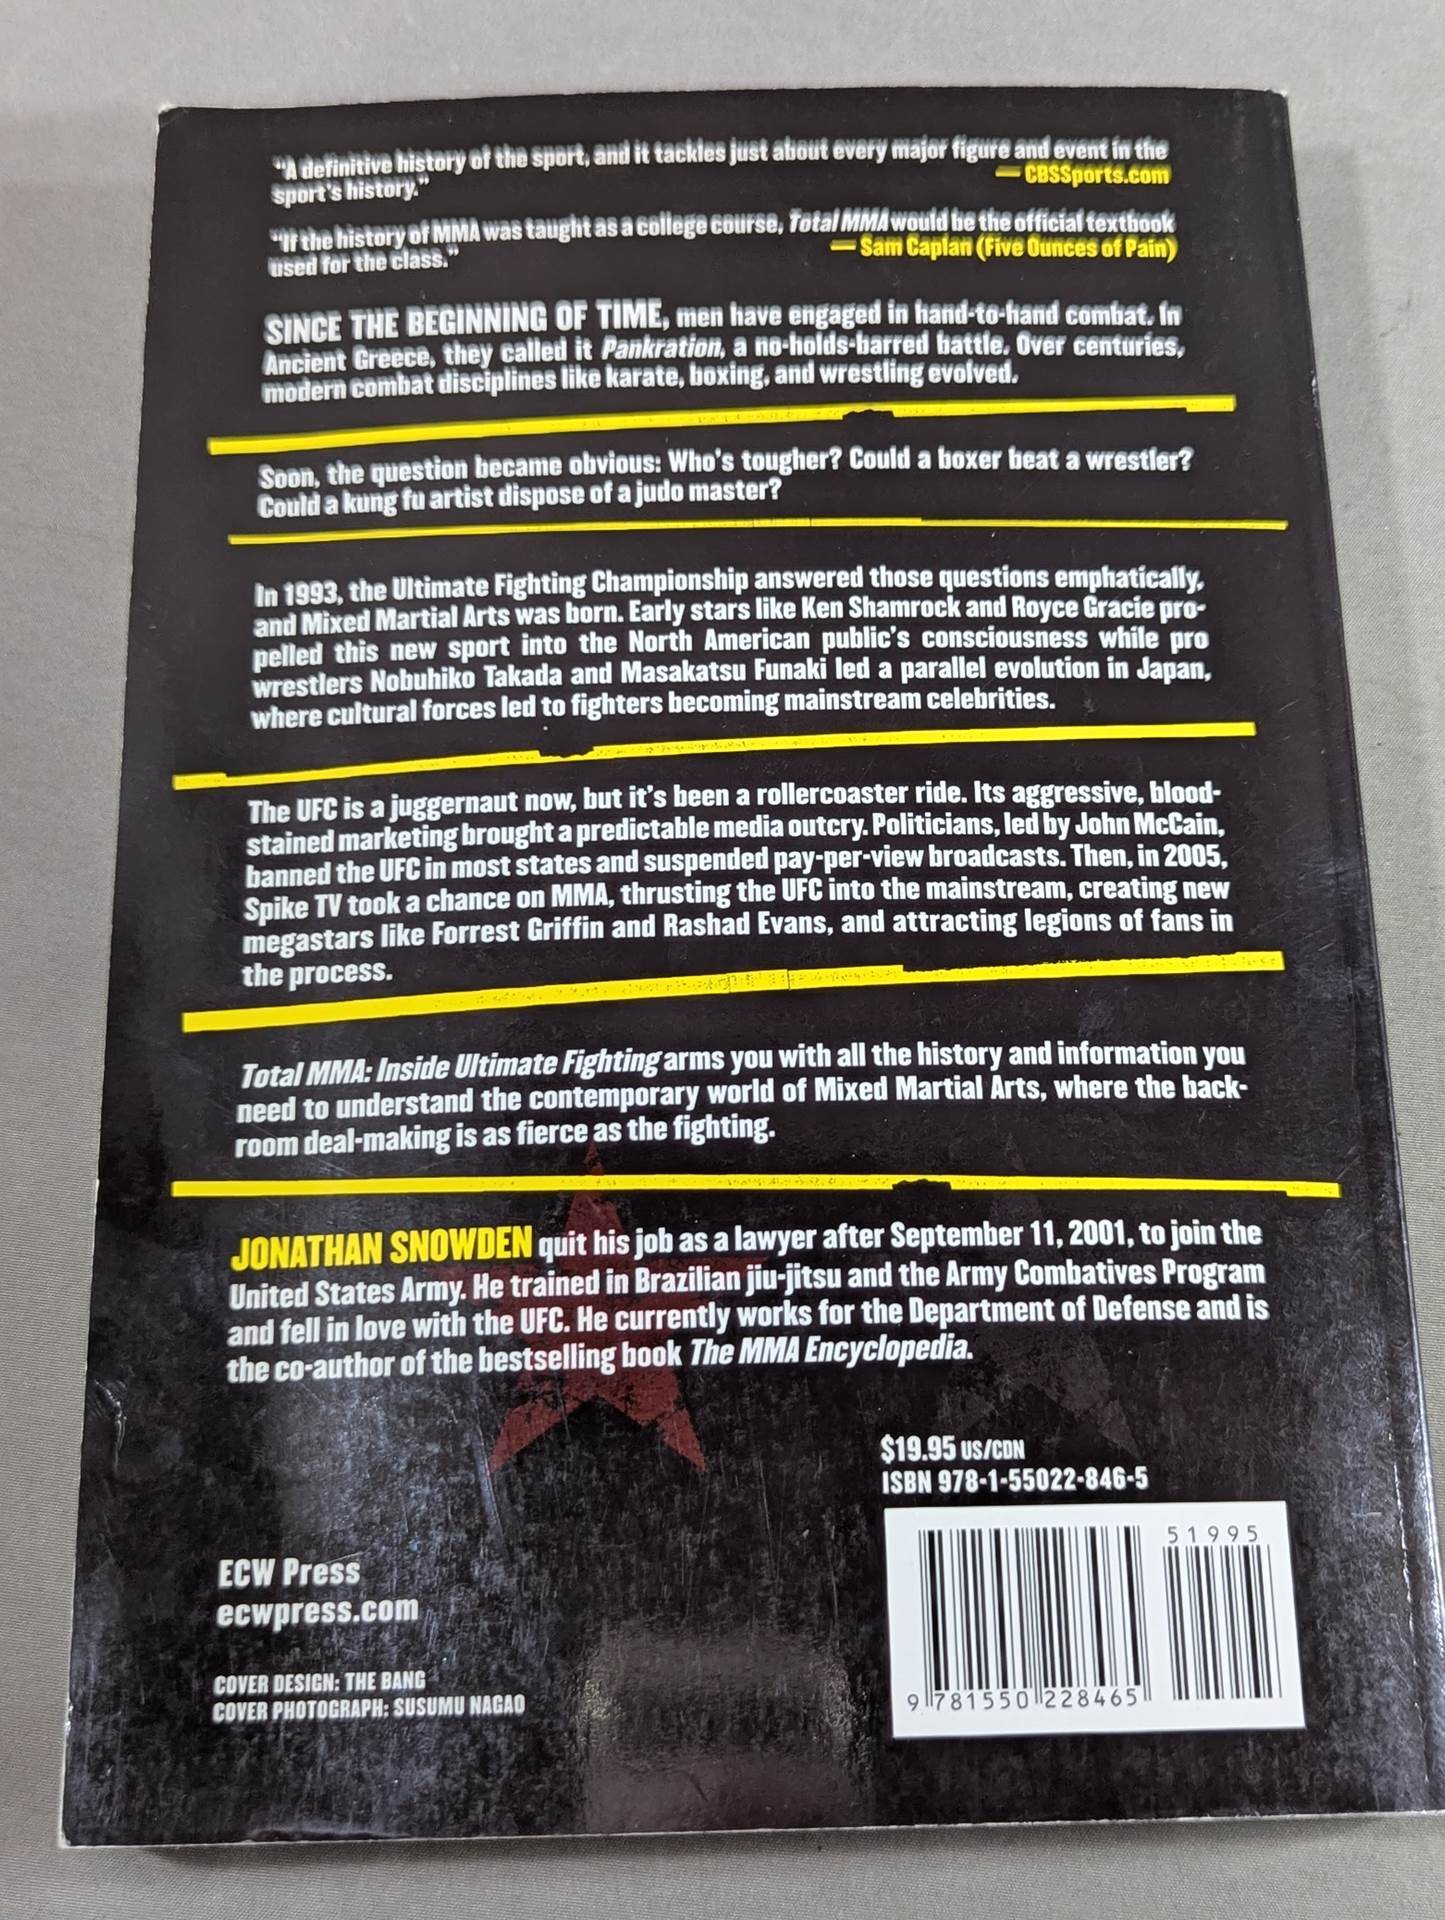 "A definitive history of the sport, and it tackles just about every major figure and event in the
sport's history."
— CBSSports.com
"If the history of MMA was taught as a college course, Total MMA would be the official textbook
used for the class."
— Sam Caplan (Five Ounces of Pain)
SINCE THE BEGINNING OF TIME, men have engaged in hand-to-hand combat. In
Ancient Greece, they called it Pankration, a no-holds-barred battle. Over centuries,
modern combat disciplines like karate, boxing, and wrestling evolved.
Soon, the question became obvious: Who's tougher? Could a boxer beat a wrestler?
Could a kung fu artist dispose of a judo master?
In 1993, the Ultimate Fighting Championship answered those questions emphatically,
and Mixed Martial Arts was born. Early stars like Ken Shamrock and Royce Gracie pro-
pelled this new sport into the North American public's consciousness while pro
wrestlers Nobuhiko Takada and Masakatsu Funaki led a parallel evolution in Japan,
where cultural forces led to fighters becoming mainstream celebrities.
The UFC is a juggernaut now, but it's been a rollercoaster ride. Its aggressive, blood-
stained marketing brought a predictable media outcry. Politicians, led by John McCain,
banned the UFC in most states and suspended pay-per-view broadcasts. Then, in 2005,
Spike TV took a chance on MMA, thrusting the UFC into the mainstream, creating new
megastars like Forrest Griffin and Rashad Evans, and attracting legions of fans in
the process.
Total MMA: Inside Ultimate Fighting arms you with all the history and information you
need to understand the contemporary world of Mixed Martial Arts, where the back-
room deal-making is as fierce as the fighting.
JONATHAN SNOWDEN quit his job as a lawyer after September 11, 2001, to join the
United States Army. He trained in Brazilian jiu-jitsu and the Army Combatives Program
and fell in love with the UFC. He currently works for the Department of Defense and is
the co-author of the bestselling book The MMA Encyclopedia.
$19.95 US/CDN
ISBN 978-1-55022-846-5
51995
9 781550 228465
ECW Press
ecwpress.com
COVER DESIGN: THE BANG
COVER PHOTOGRAPH: SUSUMU NAGAO